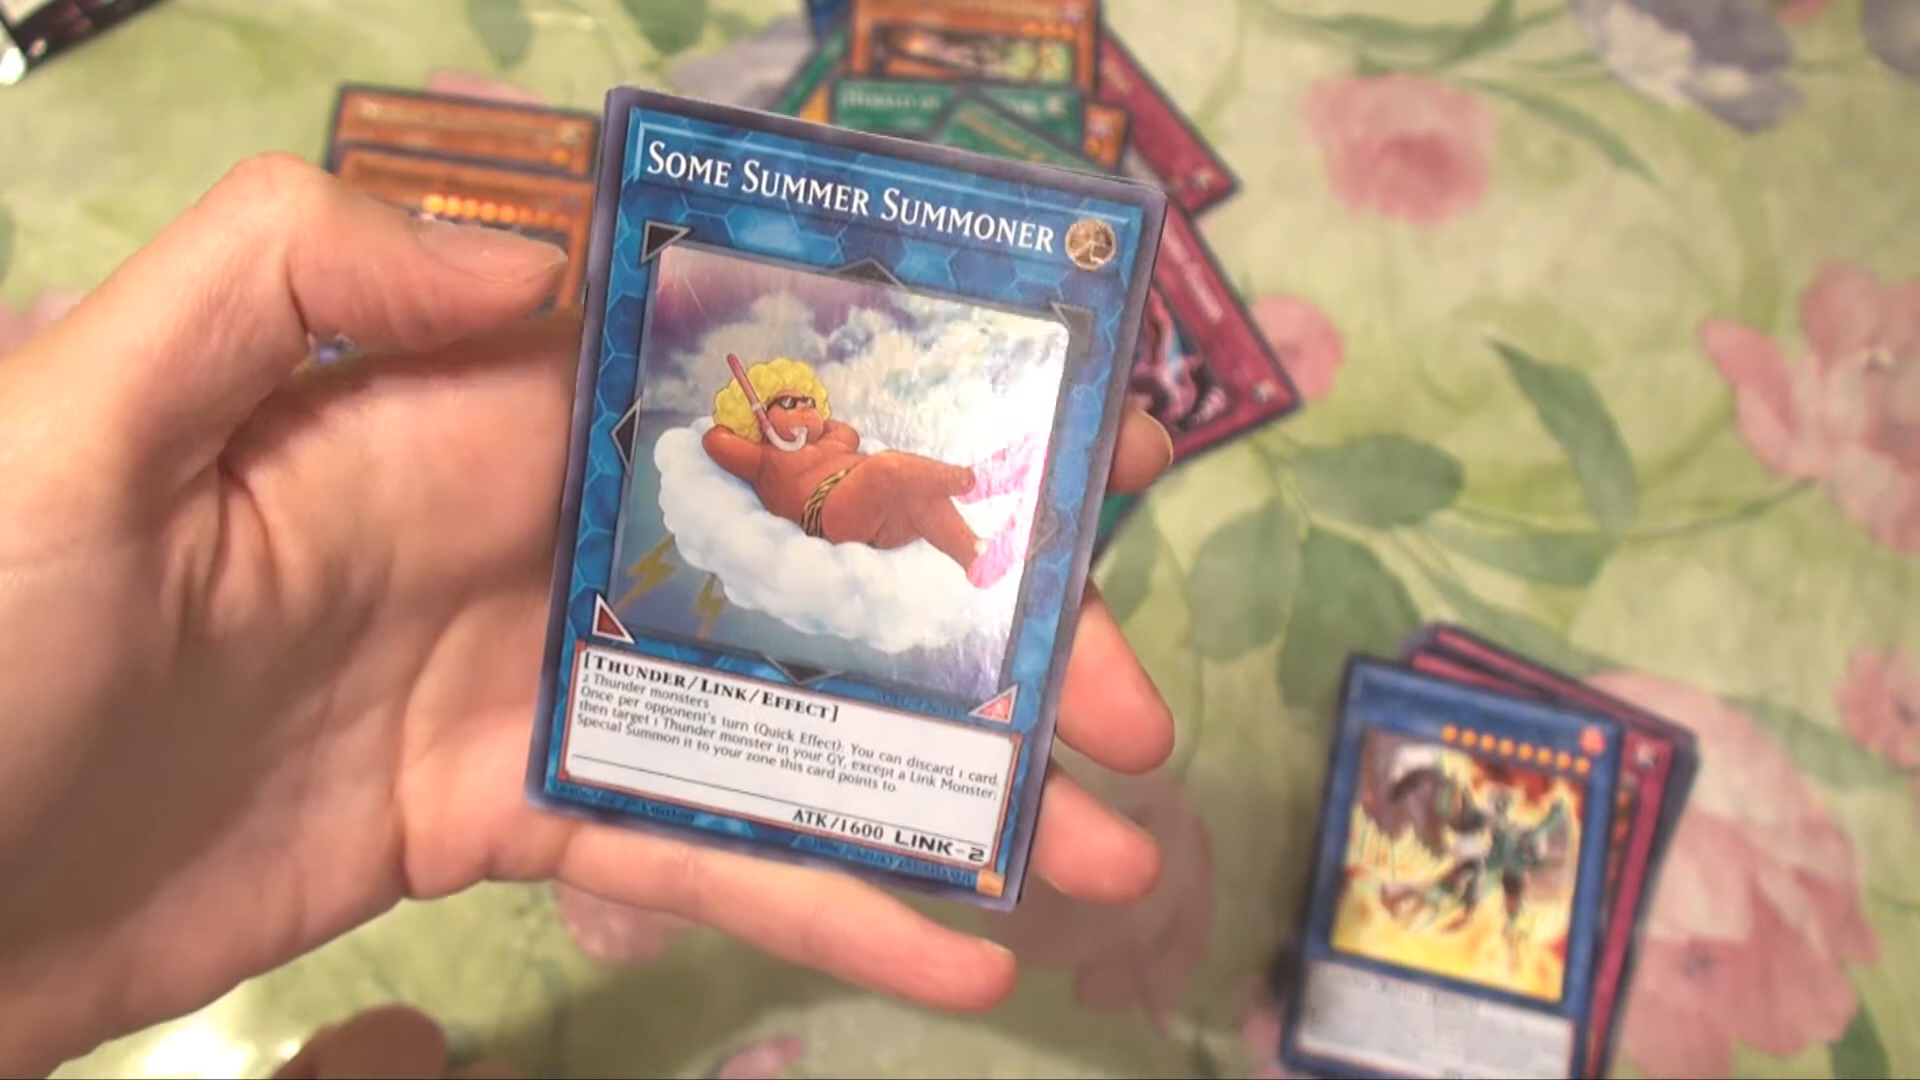 SOME SUMMER SUMMONER
[THUNDER/LINK/EFFECT]
2 Thunder monsters
Once per opponent's turn (Quick Effect): You can discard 1 card,
then target 1 Thunder monster in your GY, except a Link Monster;
Special Summon it to your zone this card points to.
ATK/1600 LINK-2